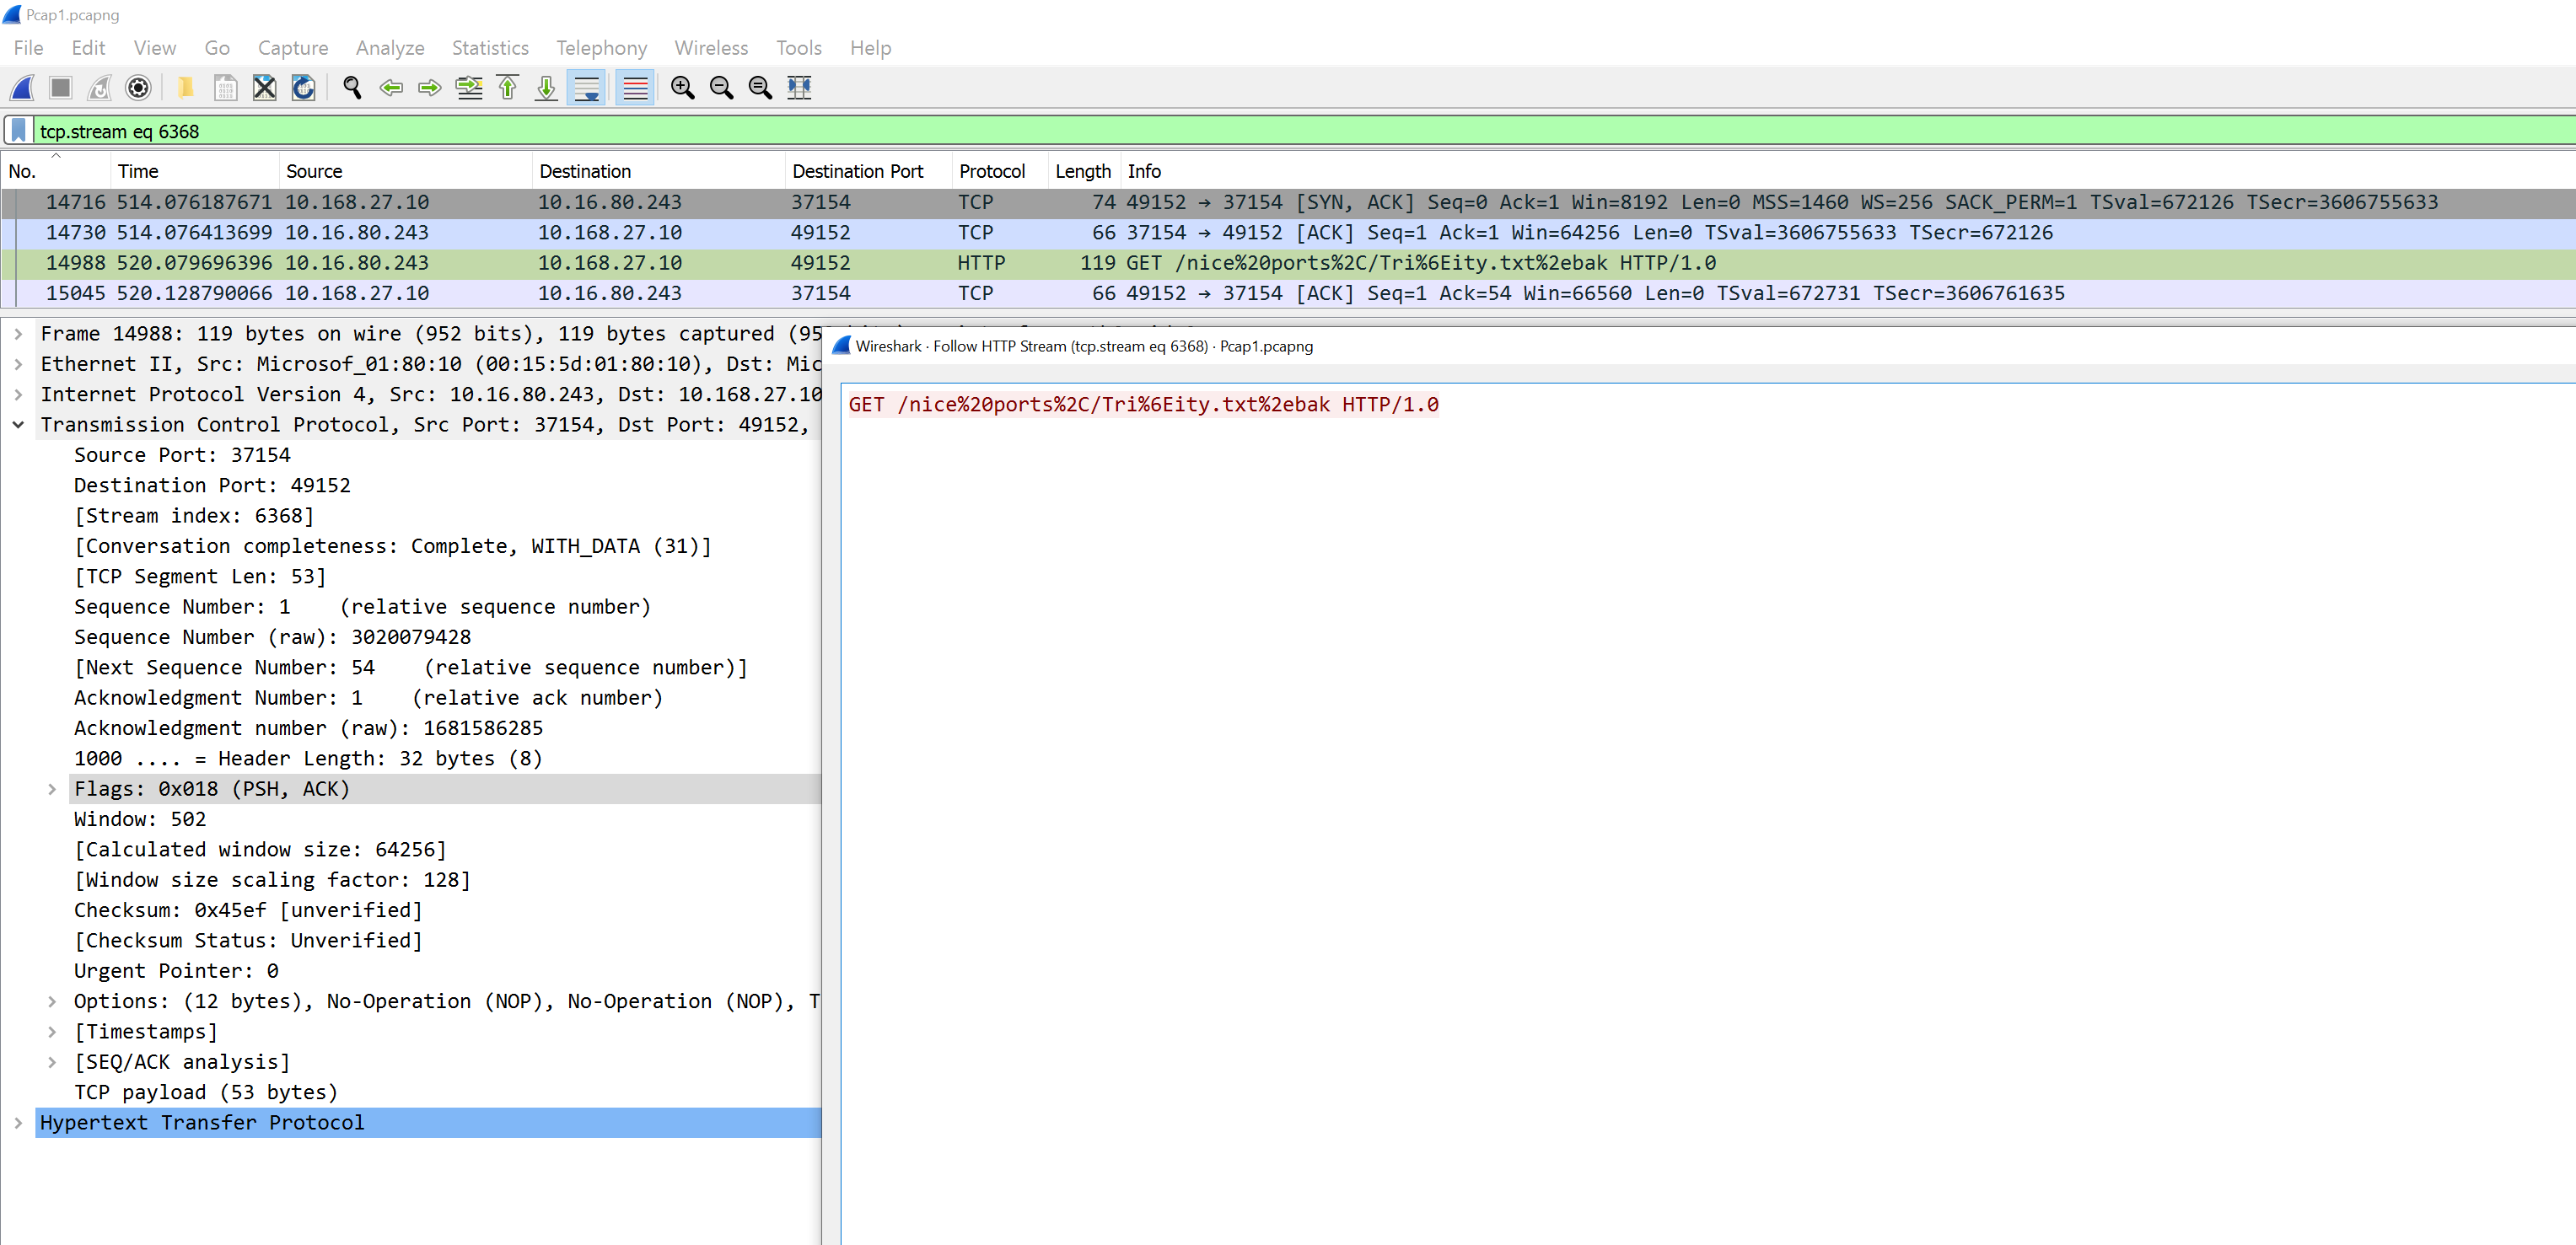 Pcap1.pcapng
File Edit View Go Capture Analyze Statistics Telephony Wireless Tools Help
tcp.stream eq 6368
No. Time Source Destination Destination Port Protocol Length Info
14716 514.076187671 10.168.27.10 10.16.80.243 37154 TCP 74 49152 → 37154 [SYN, ACK] Seq=0 Ack=1 Win=8192 Len=0 MSS=1460 WS=256 SACK_PERM=1 TSval=672126 TSecr=3606755633
14730 514.076413699 10.16.80.243 10.168.27.10 49152 TCP 66 37154 → 49152 [ACK] Seq=1 Ack=1 Win=64256 Len=0 TSval=3606755633 TSecr=672126
14988 520.079696396 10.16.80.243 10.168.27.10 49152 HTTP 119 GET /nice%20ports%2C/Tri%6Eity.txt%2ebak HTTP/1.0
15045 520.128790066 10.168.27.10 10.16.80.243 37154 TCP 66 49152 → 37154 [ACK] Seq=1 Ack=54 Win=66560 Len=0 TSval=672731 TSecr=3606761635
Frame 14988: 119 bytes on wire (952 bits), 119 bytes captured (95
Ethernet II, Src: Microsof_01:80:10 (00:15:5d:01:80:10), Dst: Mic
Internet Protocol Version 4, Src: 10.16.80.243, Dst: 10.168.27.10
Transmission Control Protocol, Src Port: 37154, Dst Port: 49152,
Source Port: 37154
Destination Port: 49152
[Stream index: 6368]
[Conversation completeness: Complete, WITH_DATA (31)]
[TCP Segment Len: 53]
Sequence Number: 1 (relative sequence number)
Sequence Number (raw): 3020079428
[Next Sequence Number: 54 (relative sequence number)]
Acknowledgment Number: 1 (relative ack number)
Acknowledgment number (raw): 1681586285
1000 .... = Header Length: 32 bytes (8)
Flags: 0x018 (PSH, ACK)
Window: 502
[Calculated window size: 64256]
[Window size scaling factor: 128]
Checksum: 0x45ef [unverified]
[Checksum Status: Unverified]
Urgent Pointer: 0
Options: (12 bytes), No-Operation (NOP), No-Operation (NOP), T
[Timestamps]
[SEQ/ACK analysis]
TCP payload (53 bytes)
Hypertext Transfer Protocol
Wireshark · Follow HTTP Stream (tcp.stream eq 6368) · Pcap1.pcapng
GET /nice%20ports%2C/Tri%6Eity.txt%2ebak HTTP/1.0